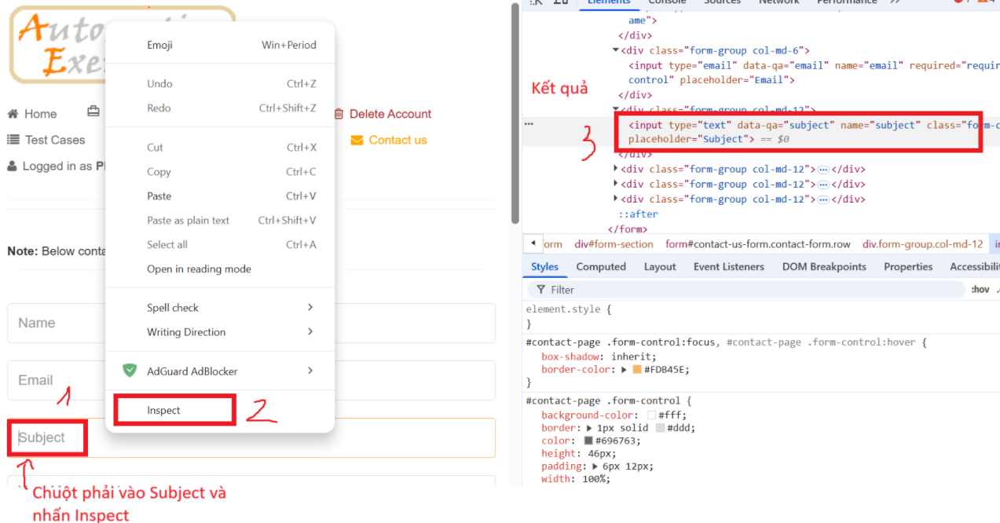 Automation
Exercise
Home
Delete Account
Test Cases
Contact us
Logged in as
Note: Below conta
Name
Email
1
Subject
Chuột phải vào Subject và
nhấn Inspect
Emoji Win+Period
Undo Ctrl+Z
Redo Ctrl+Shift+Z
Cut Ctrl+X
Copy Ctrl+C
Paste Ctrl+V
Paste as plain text Ctrl+Shift+V
Select all Ctrl+A
Open in reading mode
Spell check
Writing Direction
AdGuard AdBlocker
Inspect
2
Elements Console Sources Network Performance
ame">
</div>
<div class="form-group col-md-6">
<input type="email" data-qa="email" name="email" required="requir
control" placeholder="Email">
</div>
Kết quả
<div class="form-group col-md-12">
<input type="text" data-qa="subject" name="subject" class="form-c
placeholder="Subject"> == $0
3
</div>
<div class="form-group col-md-12">…</div>
<div class="form-group col-md-12">…</div>
<div class="form-group col-md-12">…</div>
::after
</form>
orm div#form-section form#contact-us-form.contact-form.row div.form-group.col-md-12 in
Styles Computed Layout Event Listeners DOM Breakpoints Properties Accessibilit
Filter :hov .
element.style {
}
#contact-page .form-control:focus, #contact-page .form-control:hover {
box-shadow: inherit;
border-color: #FDB45E;
}
#contact-page .form-control {
background-color: #fff;
border: 1px solid #ddd;
color: #696763;
height: 46px;
padding: 6px 12px;
width: 100%;